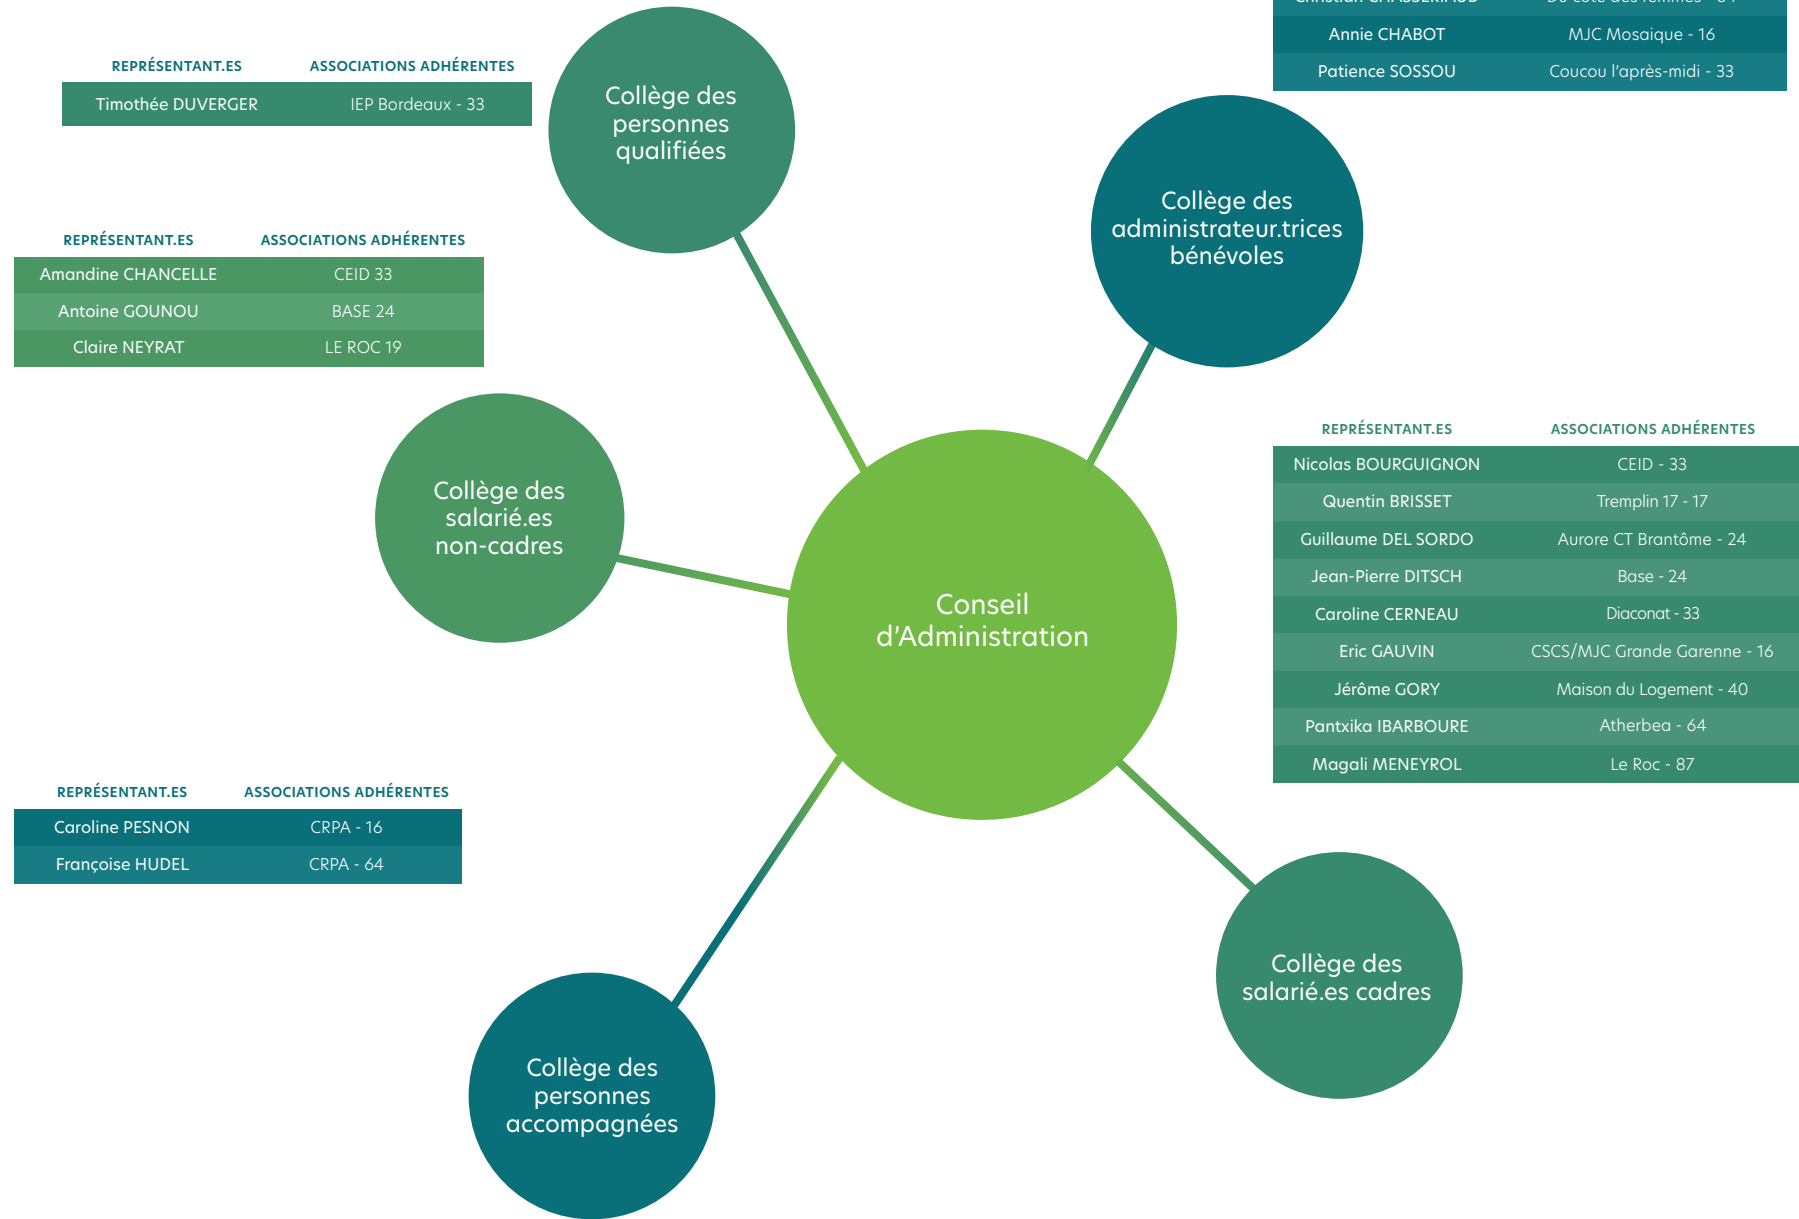 Annie CHABOT MJC Mosaique - 16
Patience SOSSOU Coucou l'après-midi - 33
REPRÉSENTANT.ES ASSOCIATIONS ADHÉRENTES
Timothée DUVERGER IEP Bordeaux - 33
Collège des
personnes
qualifiées
Collège des
administrateur.trices
bénévoles
REPRÉSENTANT.ES ASSOCIATIONS ADHÉRENTES
Amandine CHANCELLE CEID 33
Antoine GOUNOU BASE 24
Claire NEYRAT LE ROC 19
Collège des
salarié.es
non-cadres
REPRÉSENTANT.ES ASSOCIATIONS ADHÉRENTES
Nicolas BOURGUIGNON CEID - 33
Quentin BRISSET Tremplin 17 - 17
Guillaume DEL SORDO Aurore CT Brantôme - 24
Jean-Pierre DITSCH Base - 24
Caroline CERNEAU Diaconat - 33
Eric GAUVIN CSCS/MJC Grande Garenne - 16
Jérôme GORY Maison du Logement - 40
Pantxika IBARBOURE Atherbea - 64
Magali MENEYROL Le Roc - 87
Conseil
d'Administration
REPRÉSENTANT.ES ASSOCIATIONS ADHÉRENTES
Caroline PESNON CRPA - 16
Françoise HUDEL CRPA - 64
Collège des
salarié.es cadres
Collège des
personnes
accompagnées